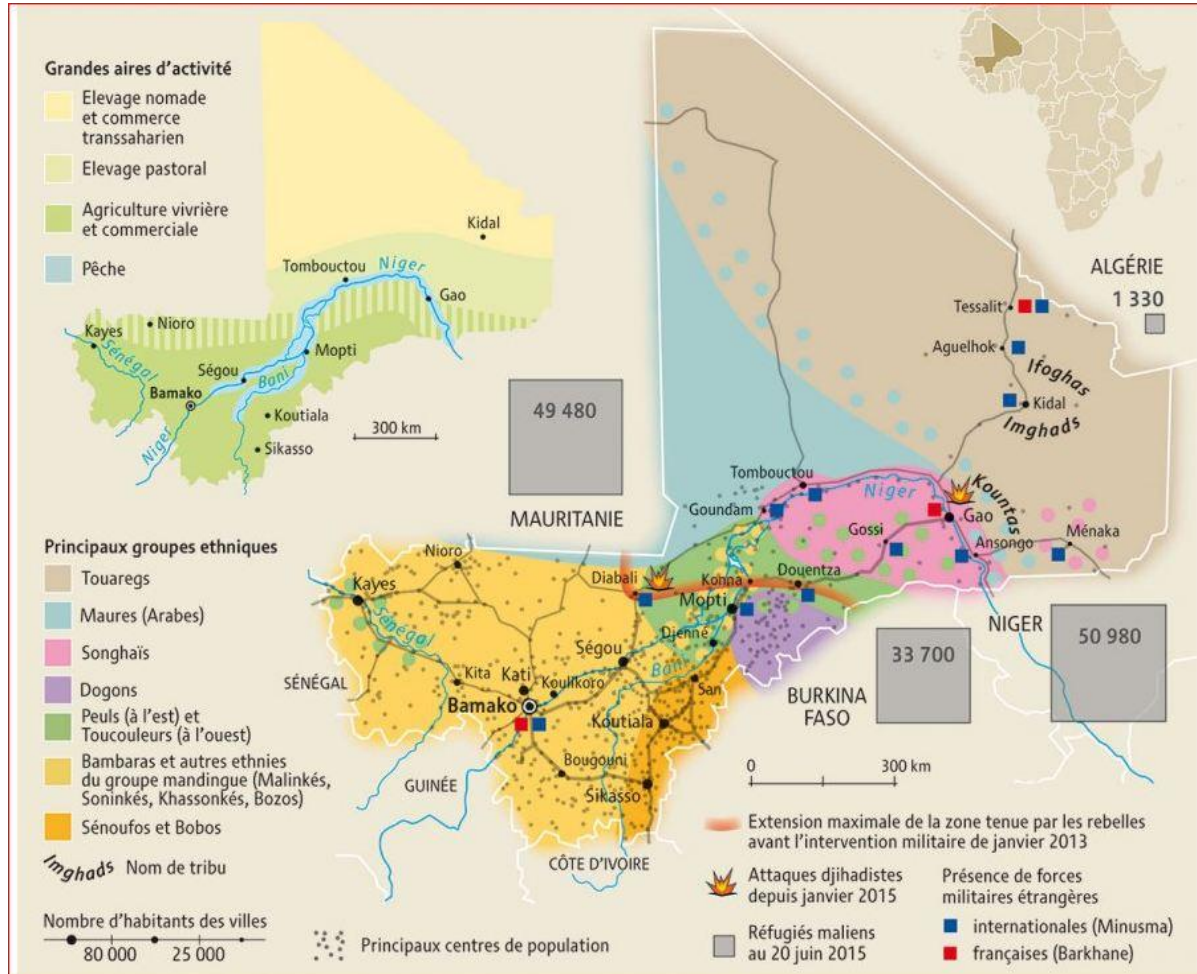 Grandes aires d'activité
Elevage nomade
et commerce
transsaharien
Elevage pastoral
Agriculture vivrière
et commerciale
Pêche
Kidal
Tombouctou
Niger
Gao
Nioro
Kayes
Sénégal
Mopti
Ségou
Bani
Bamako
Koutiala
Sikasso
Niger
300 km
ALGÉRIE
1 330
Tessalit
Aguelhok
Ifoghas
Kidal
Imghads
49 480
MAURITANIE
Tombouctou
Niger
Goundam
Kountas
Gao
Gossi
Ansongo
Ménaka
Principaux groupes ethniques
Touaregs
Maures (Arabes)
Songhaïs
Dogons
Peuls (à l'est) et
Toucouleurs (à l'ouest)
Bambaras et autres ethnies
du groupe mandingue (Malinkés,
Soninkés, Khassonkés, Bozos)
Sénoufos et Bobos
Imghads Nom de tribu
Nombre d'habitants des villes
80 000 25 000
Principaux centres de population
Nioro
Diabali
Konna
Douentza
Kayes
Mopti
Sénégal
Djenné
Ségou
Bani
SÉNÉGAL
Kita
Kati
Koulikoro
San
Bamako
Koutiala
Bougouni
GUINÉE
Sikasso
CÔTE D'IVOIRE
NIGER
50 980
33 700
BURKINA
FASO
0 300 km
Extension maximale de la zone tenue par les rebelles
avant l'intervention militaire de janvier 2013
Attaques djihadistes
depuis janvier 2015
Réfugiés maliens
au 20 juin 2015
Présence de forces
militaires étrangères
internationales (Minusma)
françaises (Barkhane)